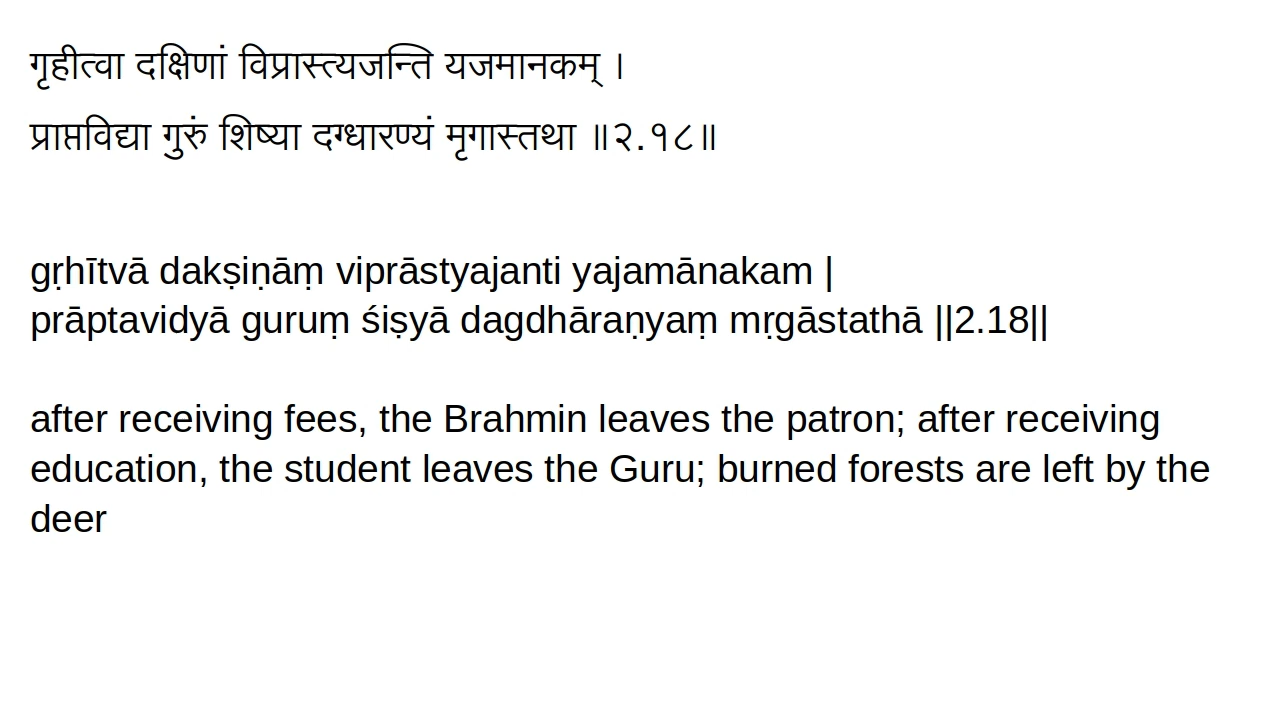 गृहीत्वा दक्षिणां विप्रास्त्यजन्ति यजमानकम् ।
प्राप्तविद्या गुरुं शिष्या दग्धारण्यं मृगास्तथा ॥२.१८॥
gṛhītvā dakṣiṇāṃ viprāstyajanti yajamānakam |
prāptavidyā guruṃ śiṣyā dagdhāraṇyaṃ mṛgāstathā ||2.18||
after receiving fees, the Brahmin leaves the patron; after receiving
education, the student leaves the Guru; burned forests are left by the
deer